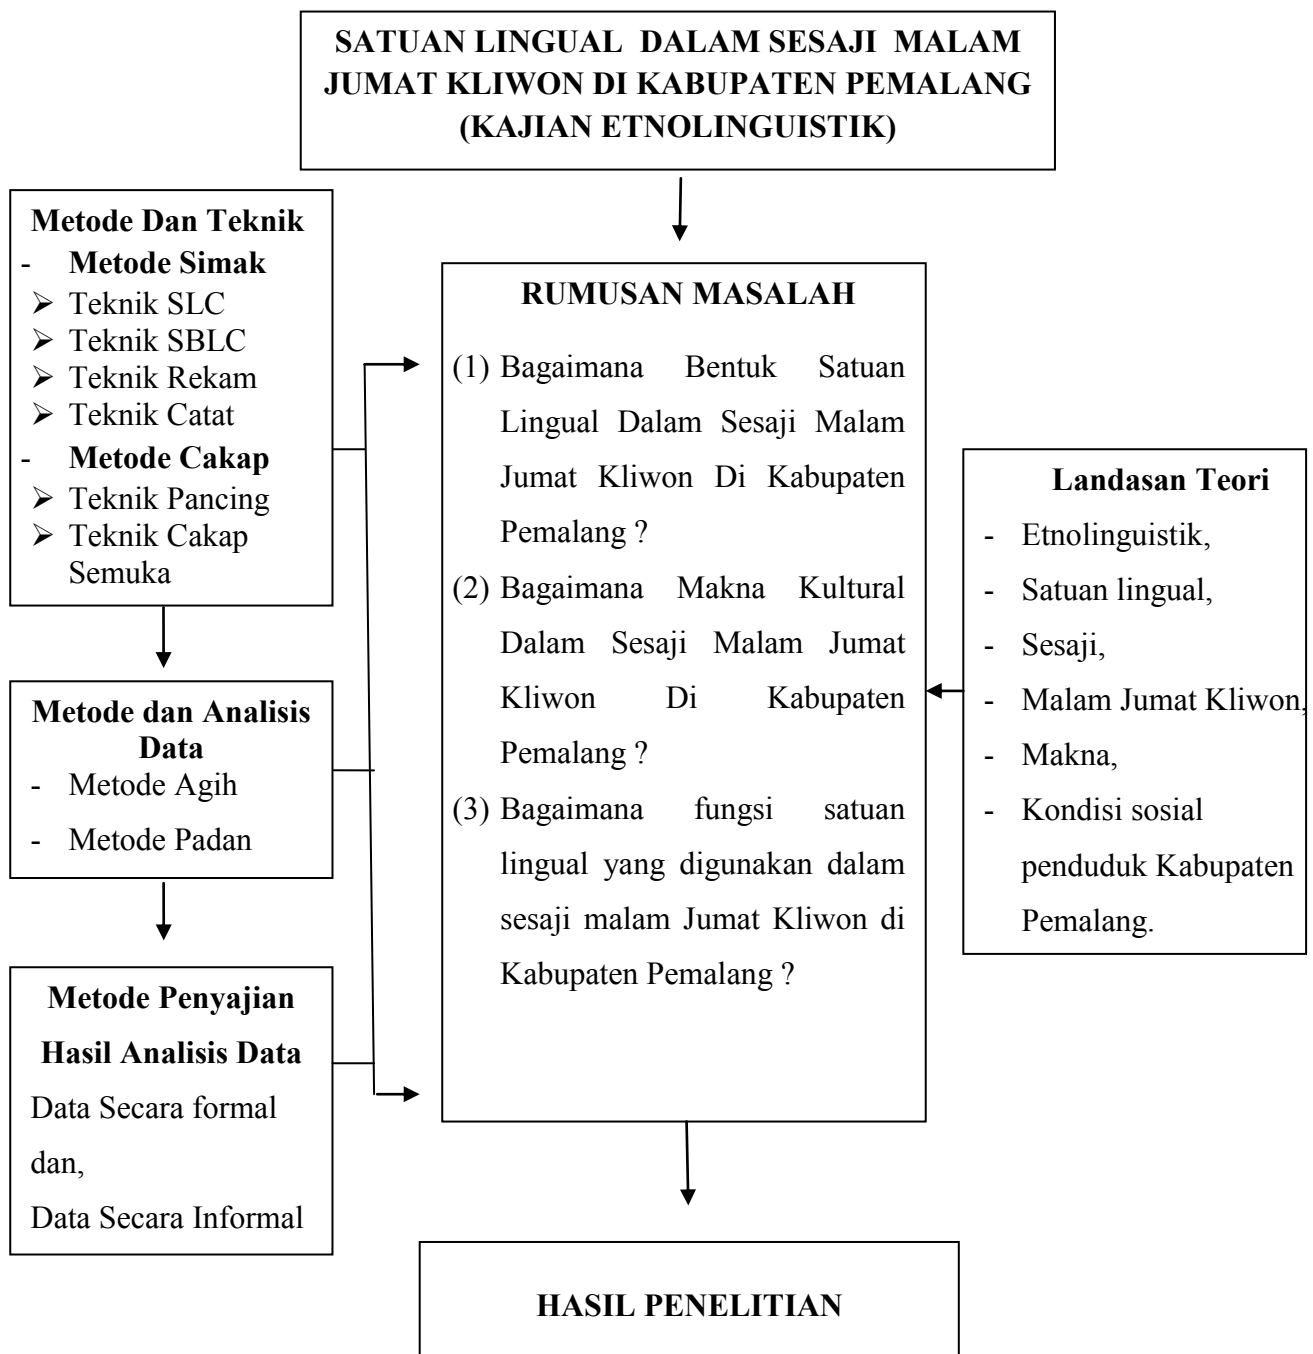 SATUAN LINGUAL DALAM SESAJI MALAM
JUMAT KLIWON DI KABUPATEN PEMALANG
(KAJIAN ETNOLINGUISTIK)
Metode Dan Teknik
- Metode Simak
➢ Teknik SLC
➢ Teknik SBLC
➢ Teknik Rekam
➢ Teknik Catat
- Metode Cakap
➢ Teknik Pancing
➢ Teknik Cakap
Semuka
Metode dan Analisis
Data
- Metode Agih
- Metode Padan
Metode Penyajian
Hasil Analisis Data
Data Secara formal
dan,
Data Secara Informal
RUMUSAN MASALAH
(1) Bagaimana Bentuk Satuan
Lingual Dalam Sesaji Malam
Jumat Kliwon Di Kabupaten
Pemalang ?
(2) Bagaimana Makna Kultural
Dalam Sesaji Malam Jumat
Kliwon Di Kabupaten
Pemalang ?
(3) Bagaimana fungsi satuan
lingual yang digunakan dalam
sesaji malam Jumat Kliwon di
Kabupaten Pemalang ?
Landasan Teori
- Etnolinguistik,
- Satuan lingual,
- Sesaji,
- Malam Jumat Kliwon,
- Makna,
- Kondisi sosial
penduduk Kabupaten
Pemalang.
HASIL PENELITIAN